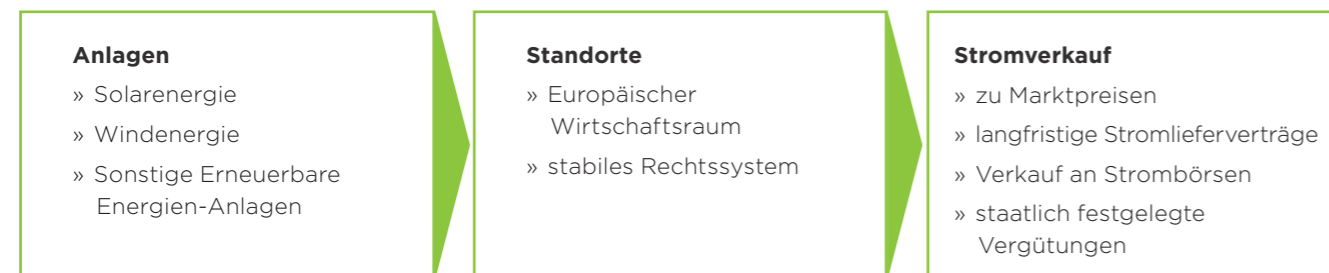 Anlagen
» Solarenergie
» Windenergie
» Sonstige Erneuerbare
Energien-Anlagen
Standorte
» Europäischer
Wirtschaftsraum
» stabiles Rechtssystem
Stromverkauf
» zu Marktpreisen
» langfristige Stromlieferverträge
» Verkauf an Strombörsen
» staatlich festgelegte
Vergütungen